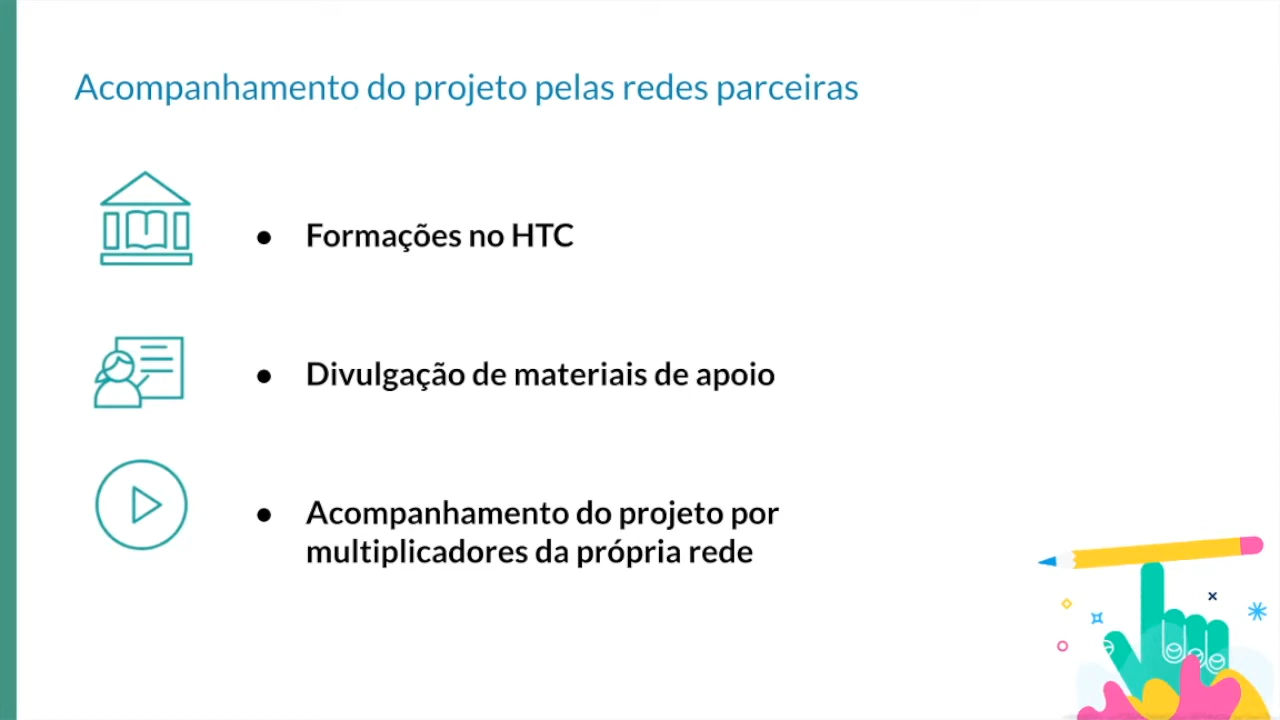 Acompanhamento do projeto pelas redes parceiras
● Formações no HTC
● Divulgação de materiais de apoio
● Acompanhamento do projeto por
multiplicadores da própria rede